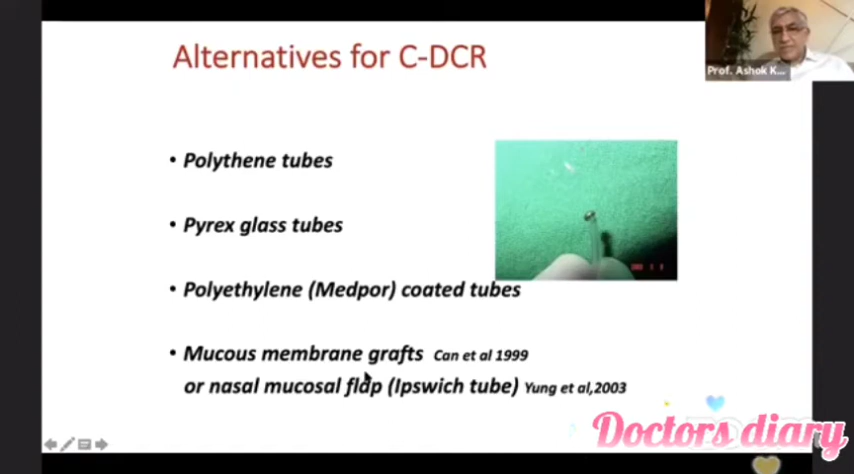 Prof. Ashok K...
Alternatives for C-DCR
• Polythene tubes
• Pyrex glass tubes
• Polyethylene (Medpor) coated tubes
• Mucous membrane grafts Can et al 1999
or nasal mucosal flap (Ipswich tube) Yung et al,2003
Doctors diary